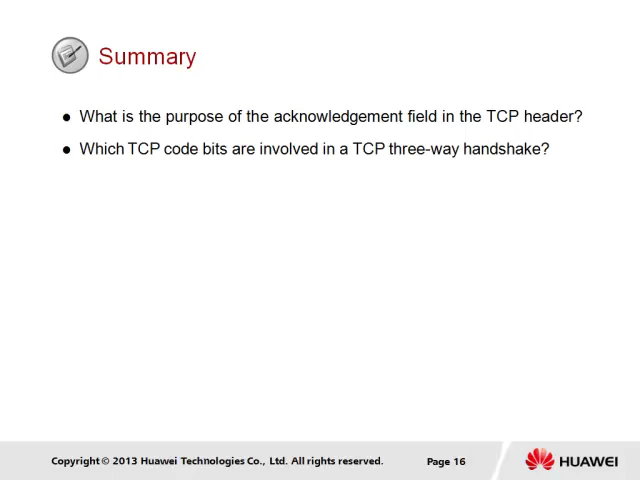 Summary
● What is the purpose of the acknowledgement field in the TCP header?
● Which TCP code bits are involved in a TCP three-way handshake?
Copyright © 2013 Huawei Technologies Co., Ltd. All rights reserved.
Page 16
HUAWEI